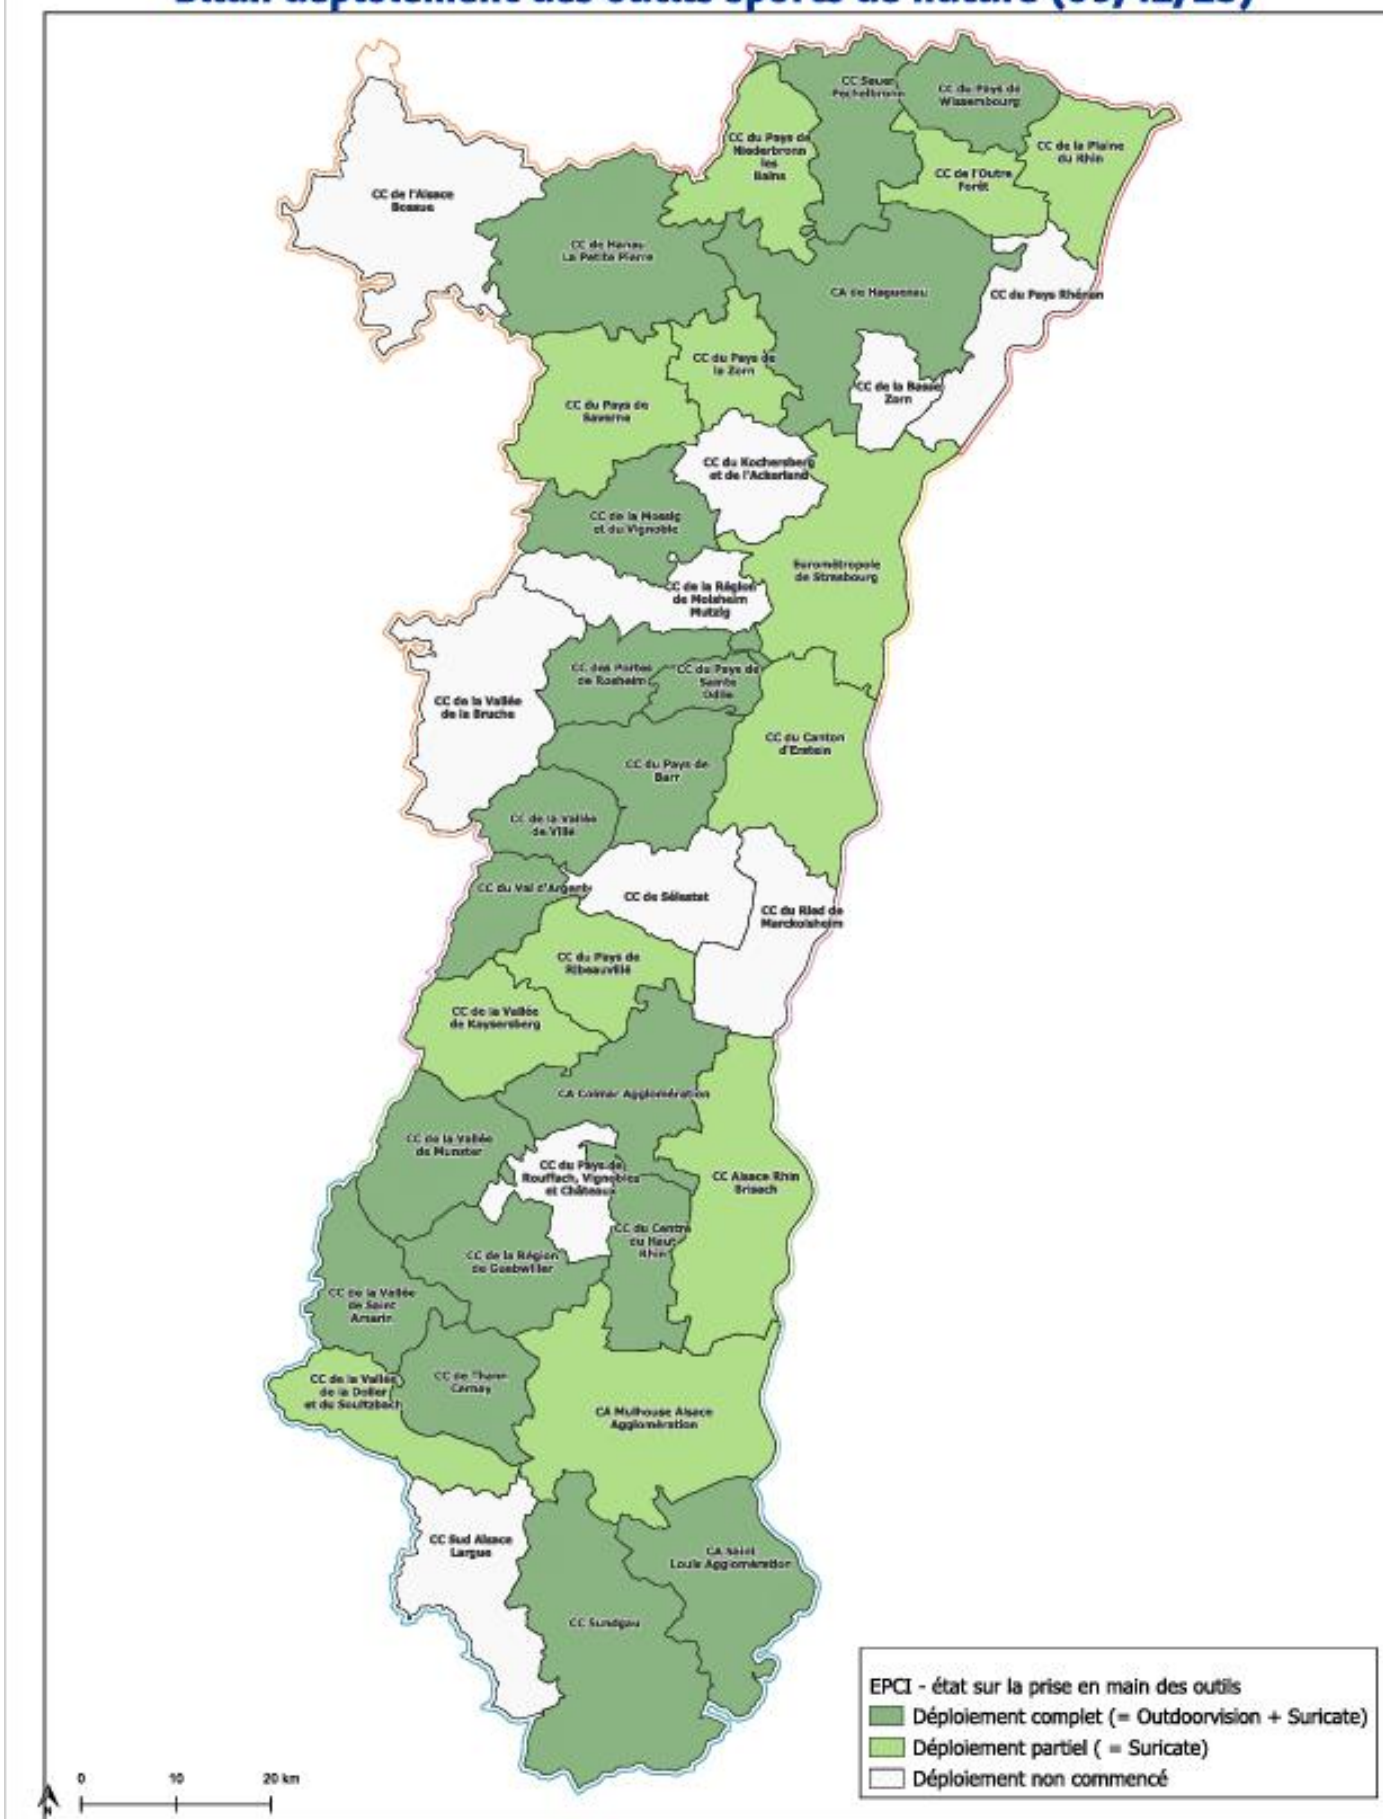 Bilan déploiement des outils sports de nature
CC Sauer
Pechelbronn
CC du Pays de
Wissembourg
CC du Pays de
Niederbronn
les
Bains
CC de la Plaine
du Rhin
CC de l'Outre
Forêt
CC de l'Alsace
Bossue
CC de Hanau
La Petite Pierre
CA de Haguenau
CC du Pays Rhénan
CC du Pays de
la Zorn
CC de la Basse
Zorn
CC du Pays de
Saverne
CC du Kochersberg
et de l'Ackerland
CC de la Mossig
et du Vignoble
Eurométropole
de Strasbourg
CC de la Région
de Molsheim
Mutzig
CC des Portes
de Rosheim
CC du Pays de
Sainte
Odile
CC de la Vallée
de la Bruche
CC du Canton
d'Erstein
CC du Pays de
Barr
CC de la Vallée
de Villé
CC du Val d'Argent
CC de Sélestat
CC du Ried de
Marckolsheim
CC du Pays de
Ribeauvillé
CC de la Vallée
de Kaysersberg
CA Colmar Agglomération
CC de la Vallée
de Munster
CC du Pays de
Rouffach, Vignobles
et Châteaux
CC Alsace Rhin
Brisach
CC du Centre
du Haut
Rhin
CC de la Région
de Guebwiller
CC de la Vallée
de Saint
Amarin
CC de la Vallée
de la Doller
et du Soultzbach
CC de Thann
Cernay
CA Mulhouse Alsace
Agglomération
CC Sud Alsace
Largue
CA Saint
Louis Agglomération
CC Sundgau
EPCI - état sur la prise en main des outils
Déploiement complet (= Outdoorvision + Suricate)
Déploiement partiel ( = Suricate)
Déploiement non commencé
0 10 20 km
N